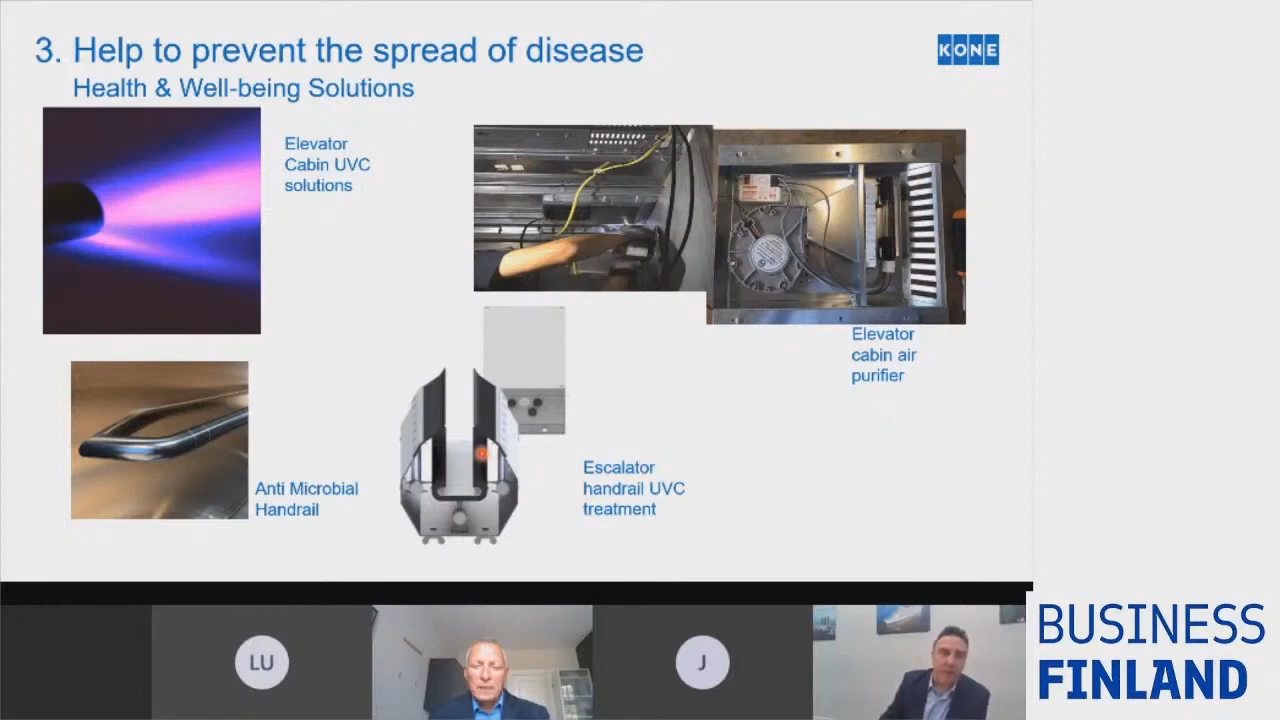 3. Help to prevent the spread of disease
KONE
Health & Well-being Solutions
Elevator
Cabin UVC
solutions
Elevator
cabin air
purifier
Anti Microbial
Handrail
Escalator
handrail UVC
treatment
LU
J
BUSINESS
FINLAND